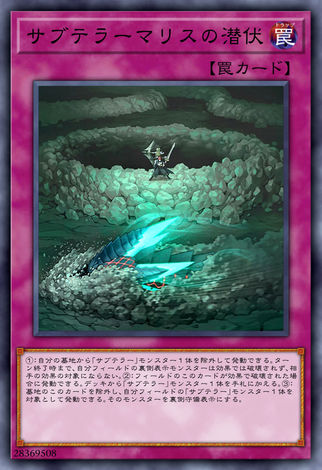 サブテラーマリスの潜伏
トラップ
罠
【罠カード】
①:自分の墓地から「サブテラー」モンスター１体を除外して発動できる。ター
ン終了時まで、自分フィールドの裏側表示モンスターは効果では破壊されず、相
手の効果の対象にならない。②:フィールドのこのカードが効果で破壊された場
合に発動できる。デッキから「サブテラー」モンスター１体を手札に加える。③:
墓地のこのカードを除外し、自分フィールドの「サブテラー」モンスター１体を
対象として発動できる。そのモンスターを裏側守備表示にする。
28369508